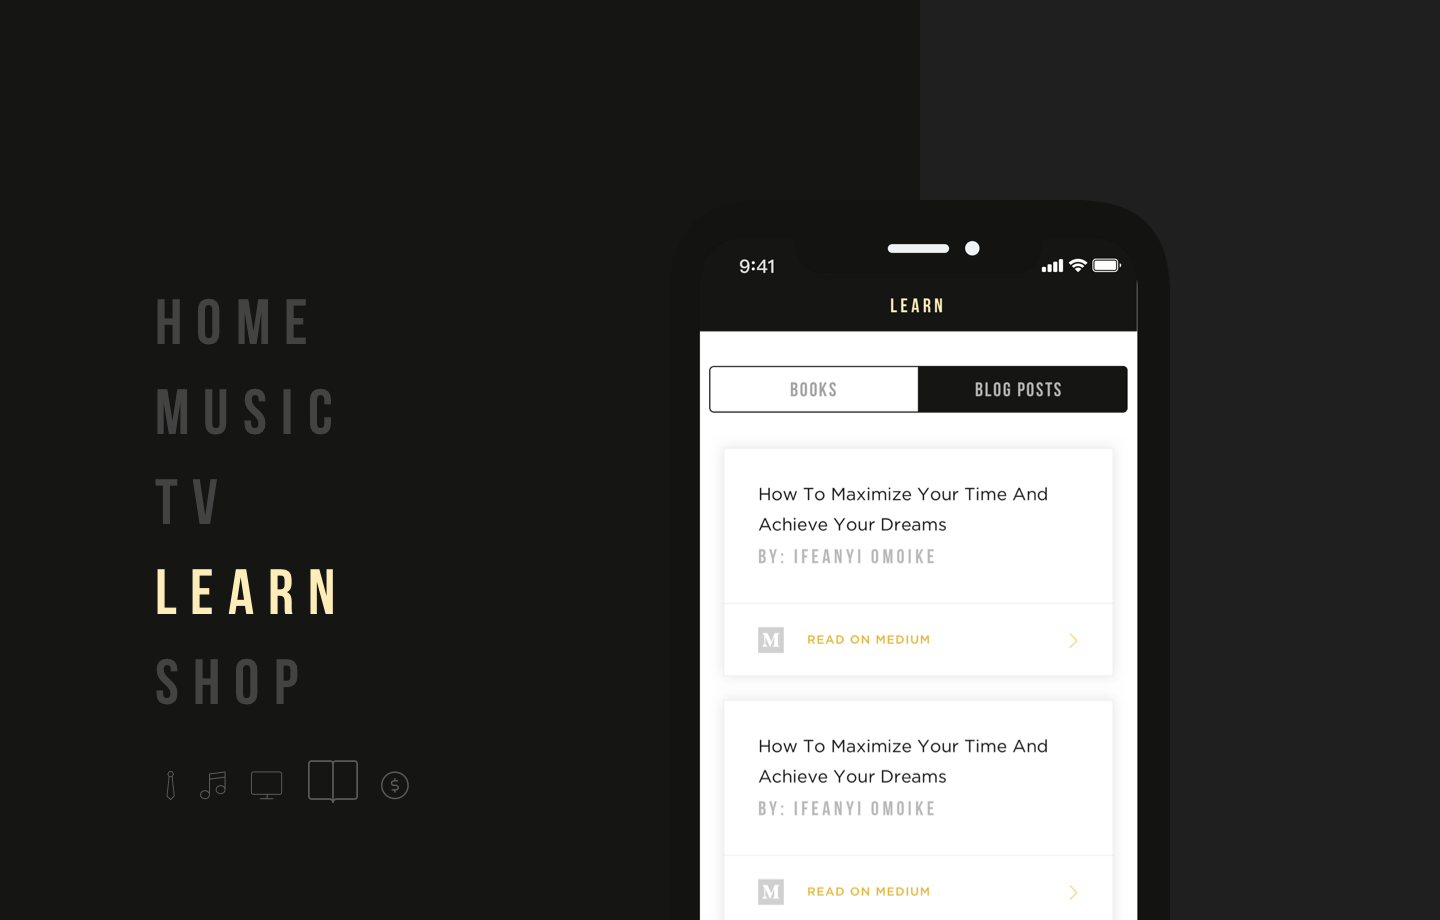 HOME
MUSIC
TV
LEARN
SHOP
$
9:41
LEARN
BOOKS
BLOG POSTS
How To Maximize Your Time And
Achieve Your Dreams
BY: IFEANYI OMOIKE
M
READ ON MEDIUM
How To Maximize Your Time And
Achieve Your Dreams
BY: IFEANYI OMOIKE
M
READ ON MEDIUM